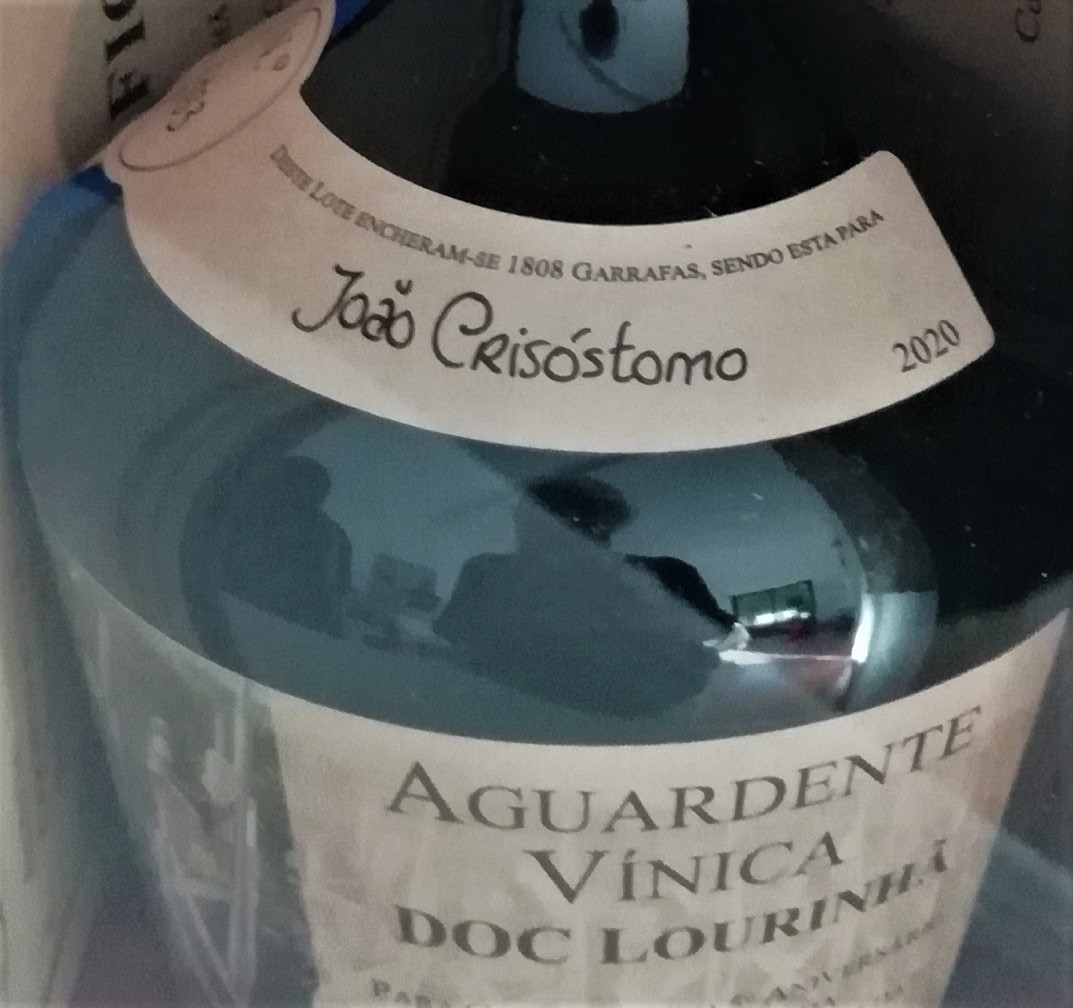 DESTE LOTE ENCHERAM-SE 1808 GARRAFAS, SENDO ESTA PARA
João Crisóstomo
2020
AGUARDENTE
VÍNICA
DOC LOURINHÃ